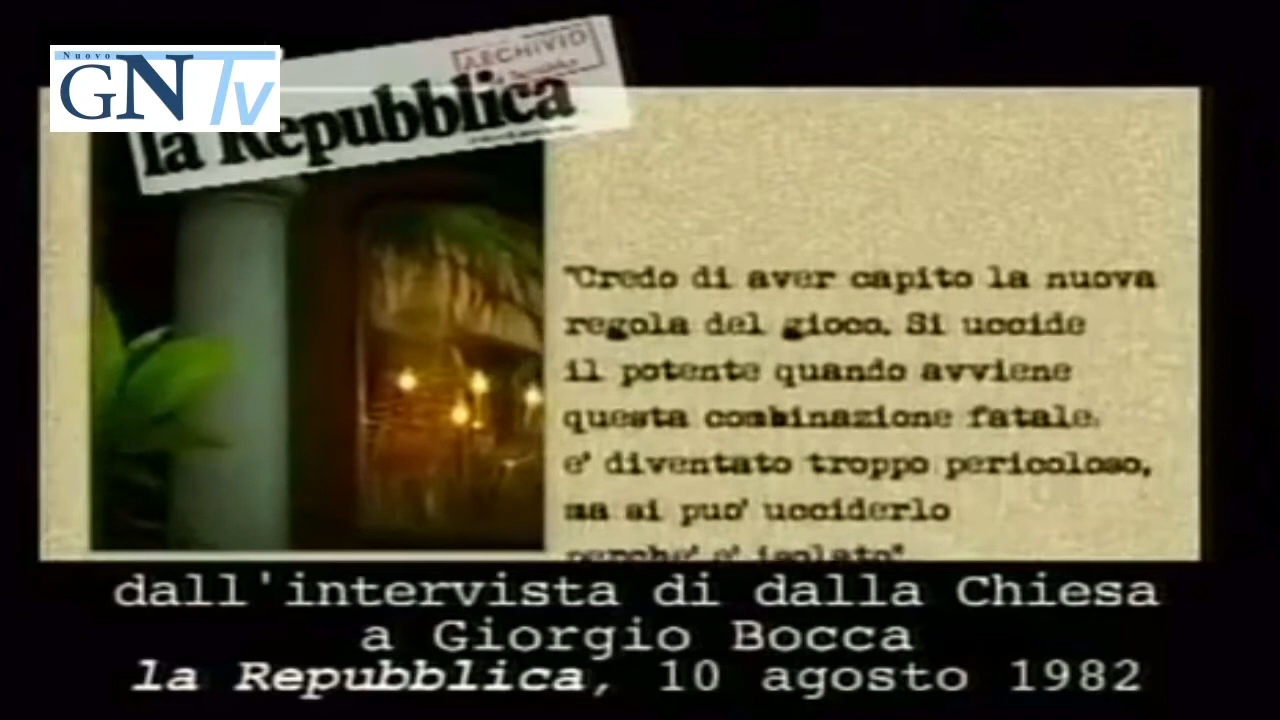 Nuovo
GN Tv
ARCHIVIO
la Repubblica
"Credo di aver capito la nuova
regola del gioco. Si uccide
il potente quando avviene
questa combinazione fatale:
e' diventato troppo pericoloso,
ma si puo' ucciderlo
perche' e' isolato"
dall'intervista di dalla Chiesa
a Giorgio Bocca
la Repubblica, 10 agosto 1982